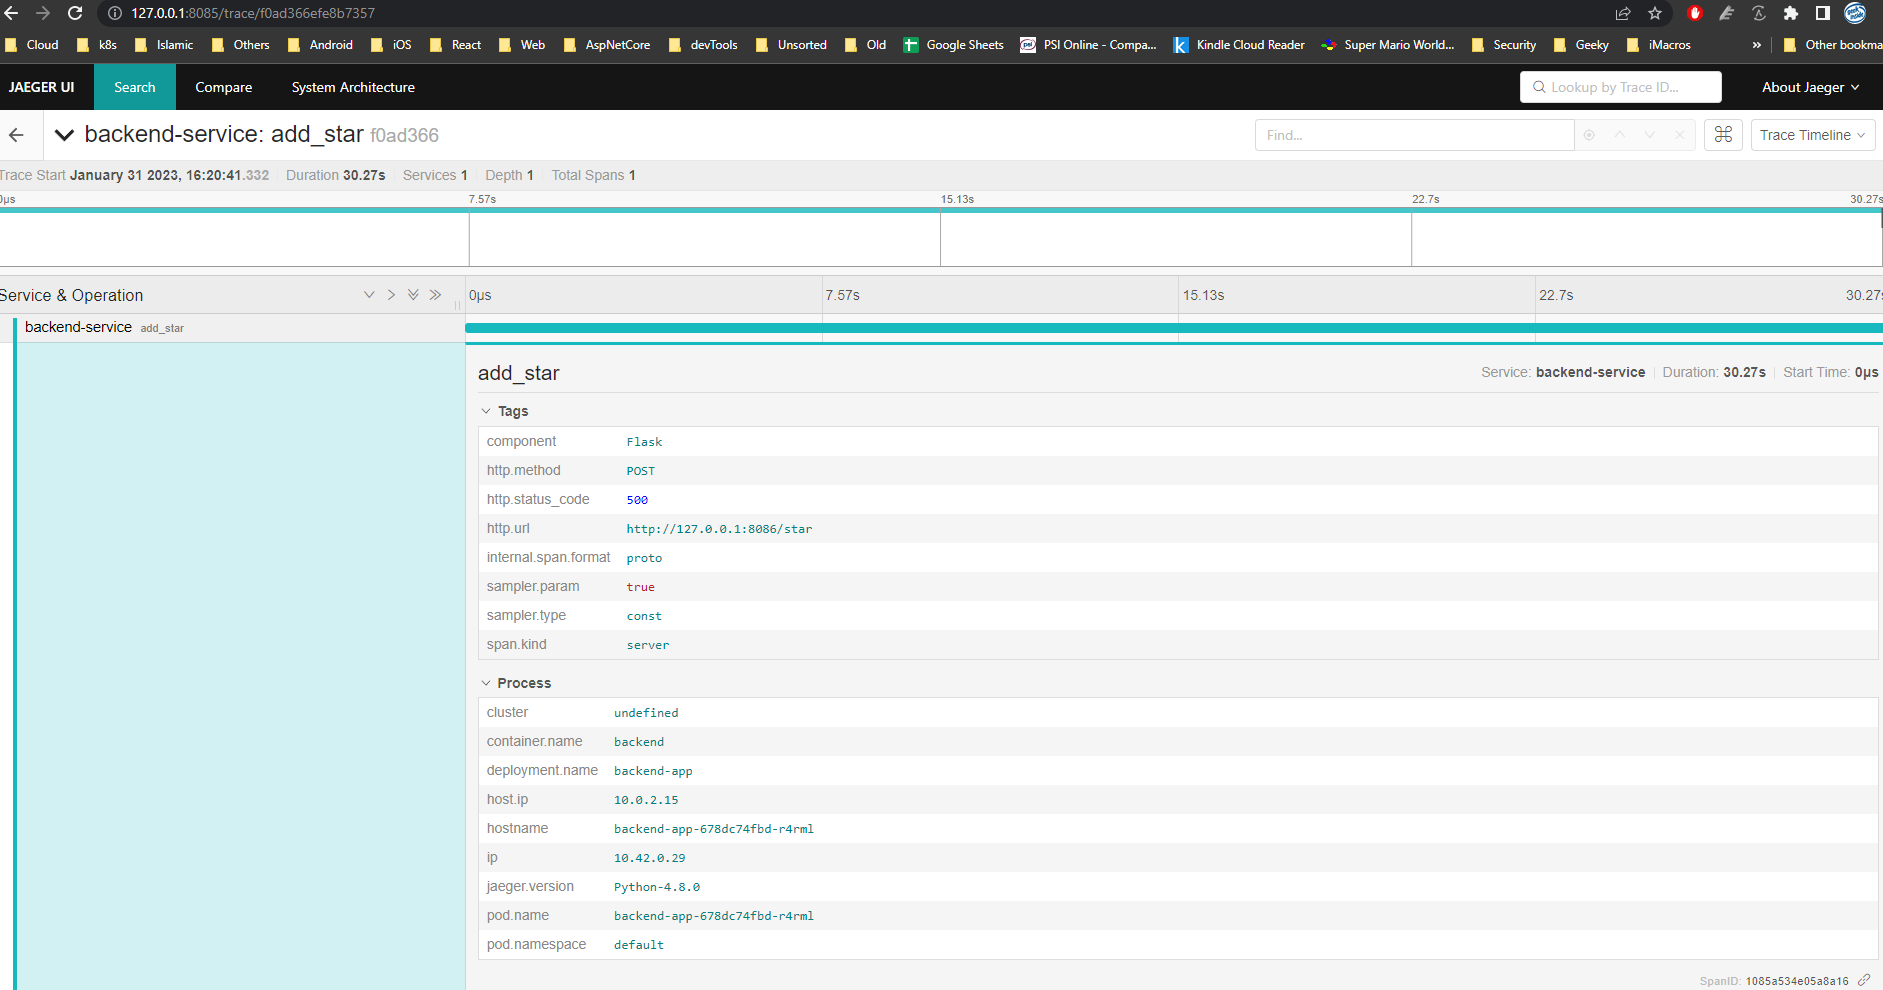 127.0.0.1:8085/trace/f0ad366efe8b7357
Cloud k8s Islamic Others Android iOS React Web AspNetCore devTools Unsorted Old Google Sheets PSI Online - Compa... Kindle Cloud Reader Super Mario World... Security Geeky iMacros » Other bookma
JAEGER UI Search Compare System Architecture Lookup by Trace ID... About Jaeger
backend-service: add_star f0ad366 Find... ⌘ Trace Timeline
Trace Start January 31 2023, 16:20:41.332 Duration 30.27s Services 1 Depth 1 Total Spans 1
0μs 7.57s 15.13s 22.7s 30.27s
Service & Operation 0μs 7.57s 15.13s 22.7s 30.27s
backend-service add_star
add_star Service: backend-service Duration: 30.27s Start Time: 0μs
Tags
component Flask
http.method POST
http.status_code 500
http.url http://127.0.0.1:8086/star
internal.span.format proto
sampler.param true
sampler.type const
span.kind server
Process
cluster undefined
container.name backend
deployment.name backend-app
host.ip 10.0.2.15
hostname backend-app-678dc74fbd-r4rml
ip 10.42.0.29
jaeger.version Python-4.8.0
pod.name backend-app-678dc74fbd-r4rml
pod.namespace default
SpanID: 1085a534e05a8a16